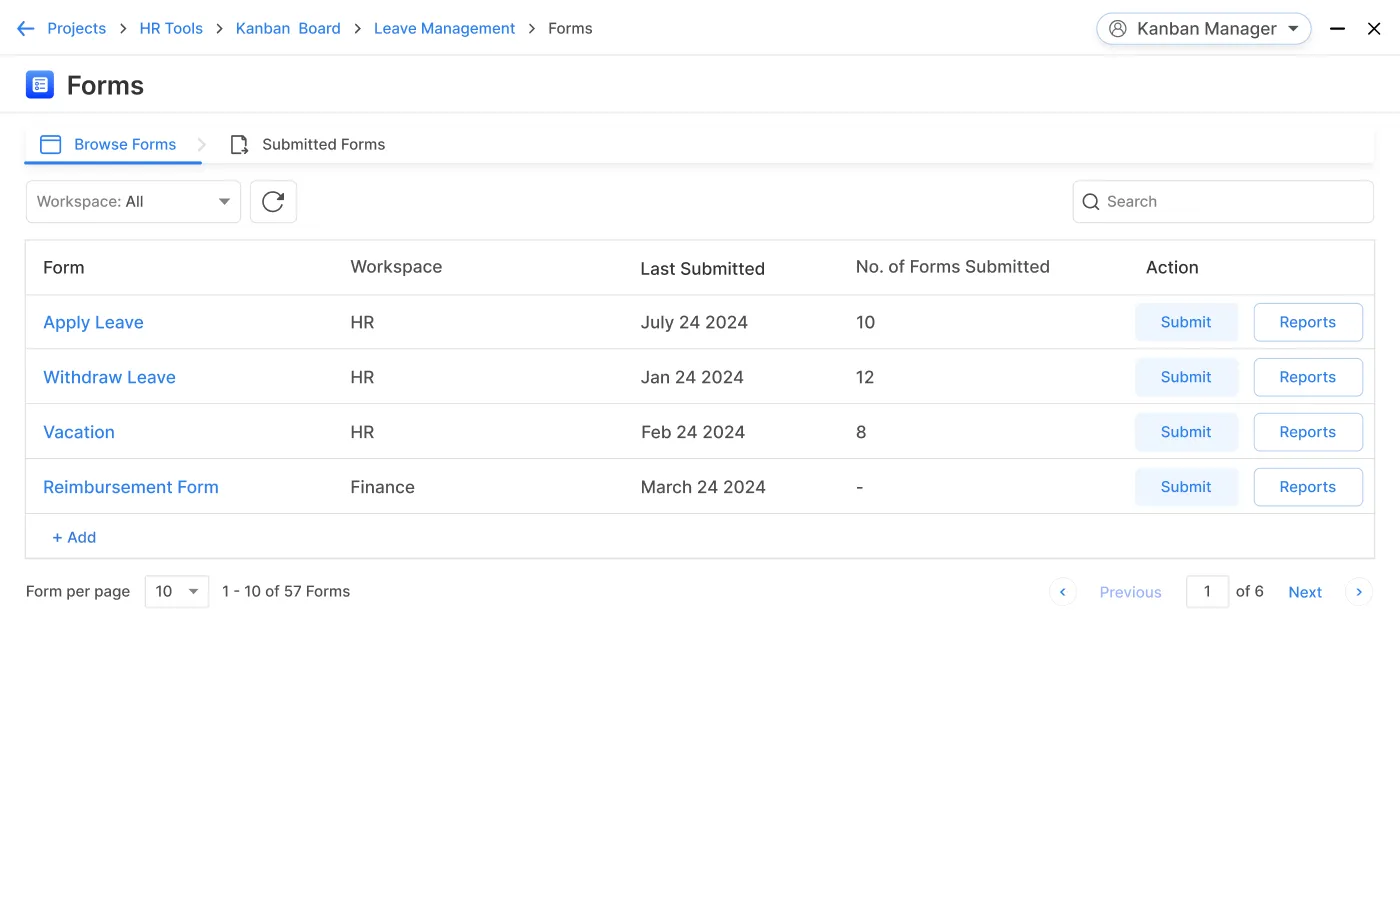 Projects > HR Tools > Kanban Board > Leave Management > Forms
Kanban Manager
Forms
Browse Forms
Submitted Forms
Workspace: All
Search
Form Workspace Last Submitted No. of Forms Submitted Action
Apply Leave HR July 24 2024 10 Submit Reports
Withdraw Leave HR Jan 24 2024 12 Submit Reports
Vacation HR Feb 24 2024 8 Submit Reports
Reimbursement Form Finance March 24 2024 - Submit Reports
+ Add
Form per page 10 1 - 10 of 57 Forms < Previous 1 of 6 Next >